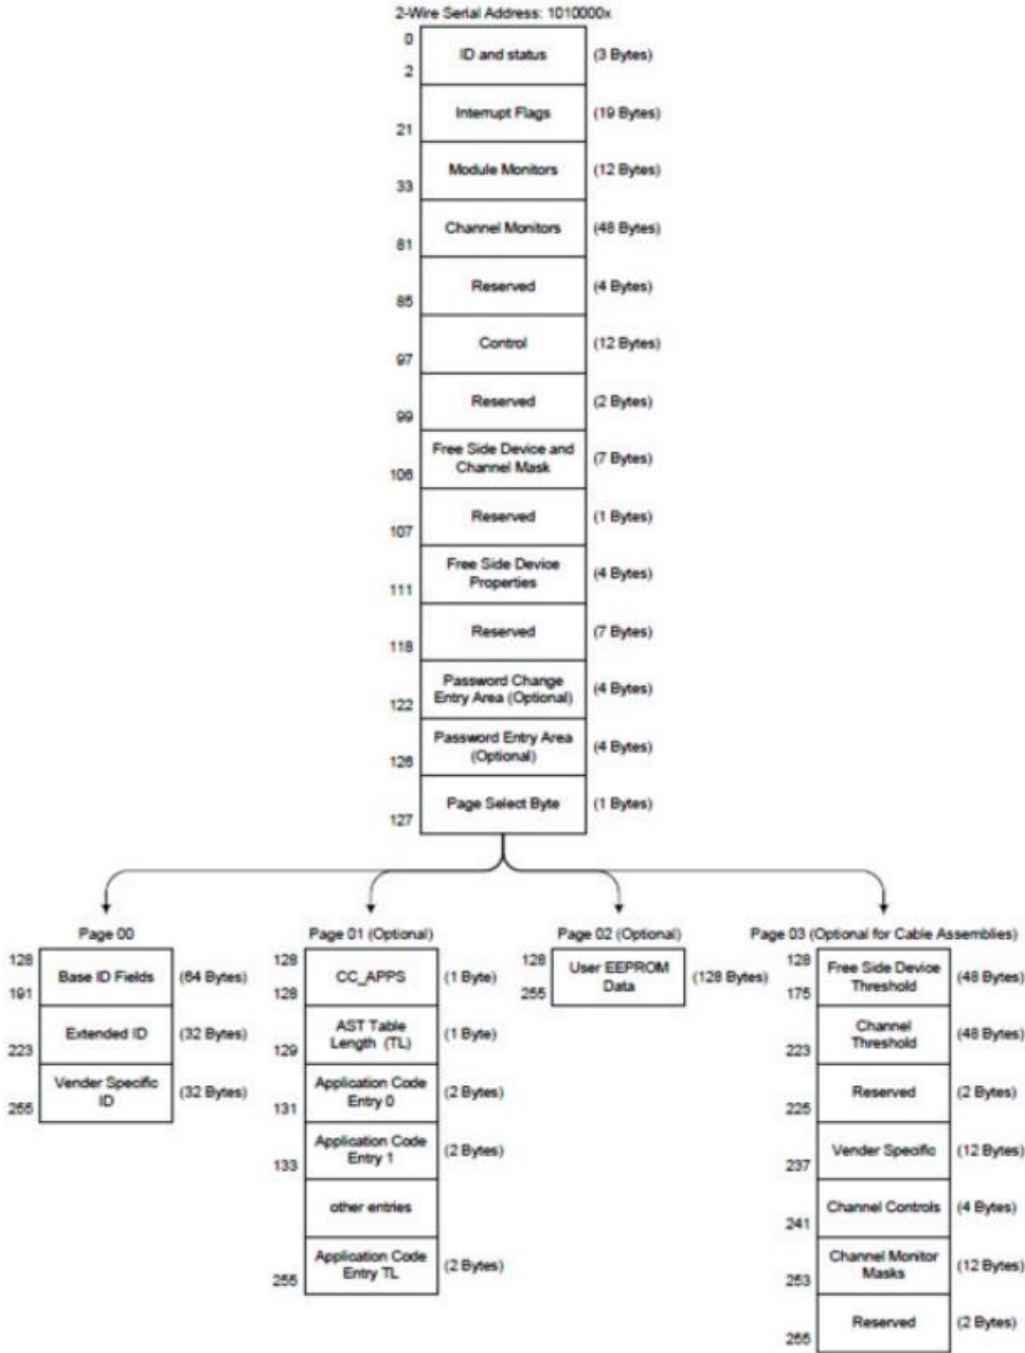 2-Wire Serial Address: 1010000x
0
ID and status (3 Bytes)
2
Interrupt Flags (19 Bytes)
21
Module Monitors (12 Bytes)
33
Channel Monitors (48 Bytes)
81
Reserved (4 Bytes)
85
Control (12 Bytes)
97
Reserved (2 Bytes)
99
Free Side Device and
Channel Mask (7 Bytes)
106
Reserved (1 Bytes)
107
Free Side Device
Properties (4 Bytes)
111
Reserved (7 Bytes)
118
Password Change
Entry Area (Optional) (4 Bytes)
122
Password Entry Area
(Optional) (4 Bytes)
126
Page Select Byte (1 Bytes)
127
Page 00
128
Base ID Fields (64 Bytes)
191
Extended ID (32 Bytes)
223
Vender Specific
ID (32 Bytes)
255
Page 01 (Optional)
128
CC_APPS (1 Byte)
128
AST Table
Length (TL) (1 Byte)
129
Application Code
Entry 0 (2 Bytes)
131
Application Code
Entry 1 (2 Bytes)
133
other entries
Application Code
Entry TL (2 Bytes)
255
Page 02 (Optional)
128
User EEPROM
Data (128 Bytes)
255
Page 03 (Optional for Cable Assemblies)
128
Free Side Device
Threshold (48 Bytes)
175
Channel
Threshold (48 Bytes)
223
Reserved (2 Bytes)
225
Vender Specific (12 Bytes)
237
Channel Controls (4 Bytes)
241
Channel Monitor
Masks (12 Bytes)
253
Reserved (2 Bytes)
255